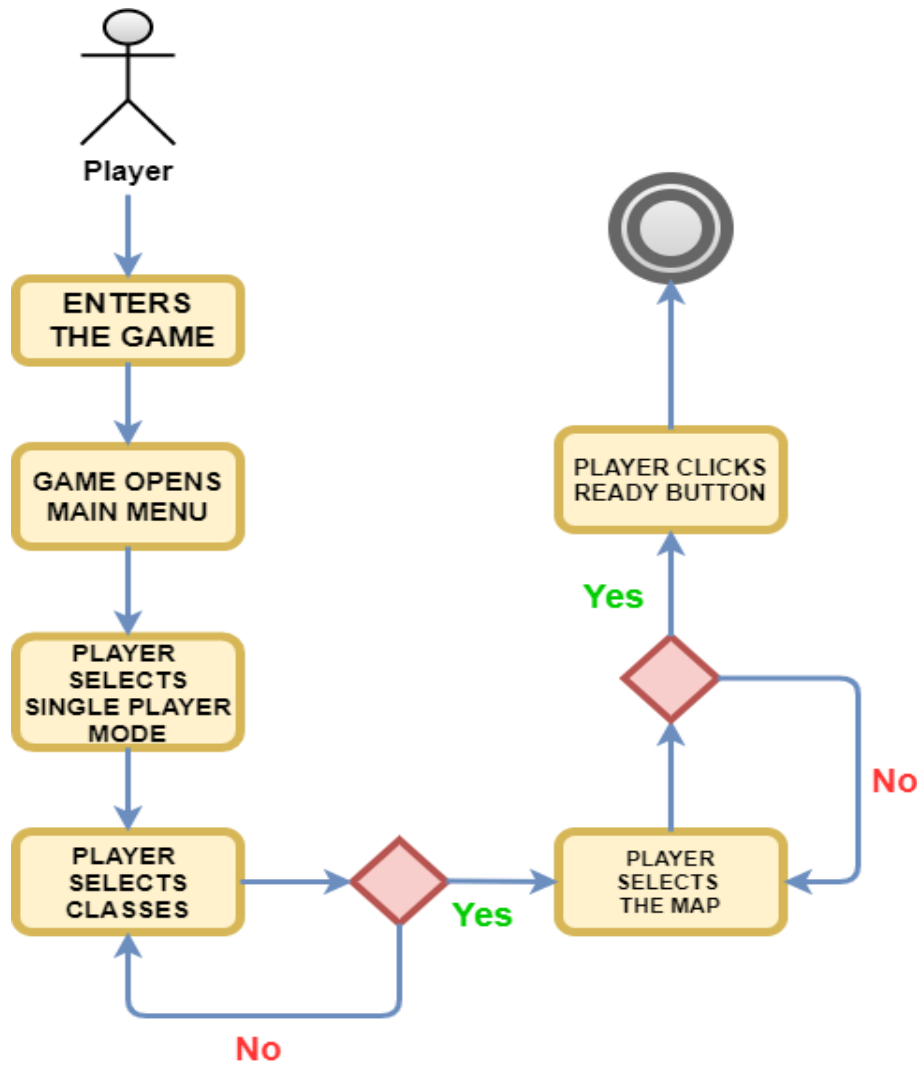 Player
ENTERS
THE GAME
GAME OPENS
MAIN MENU
PLAYER
SELECTS
SINGLE PLAYER
MODE
PLAYER
SELECTS
CLASSES
No
Yes
PLAYER
SELECTS
THE MAP
No
Yes
PLAYER CLICKS
READY BUTTON